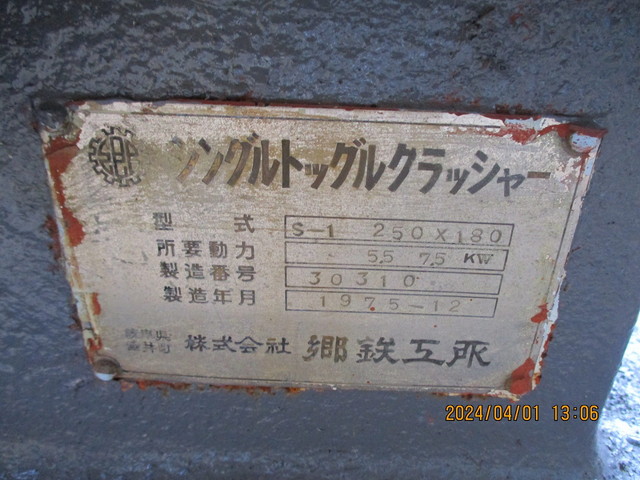 シングルトッグルクラッシャー
型式 S-1 250X180
所要動力 5.5 7.5 KW
製造番号 30310
製造年月 1975-12
株式会社 郷鉄工所
2024/04/01 13:06